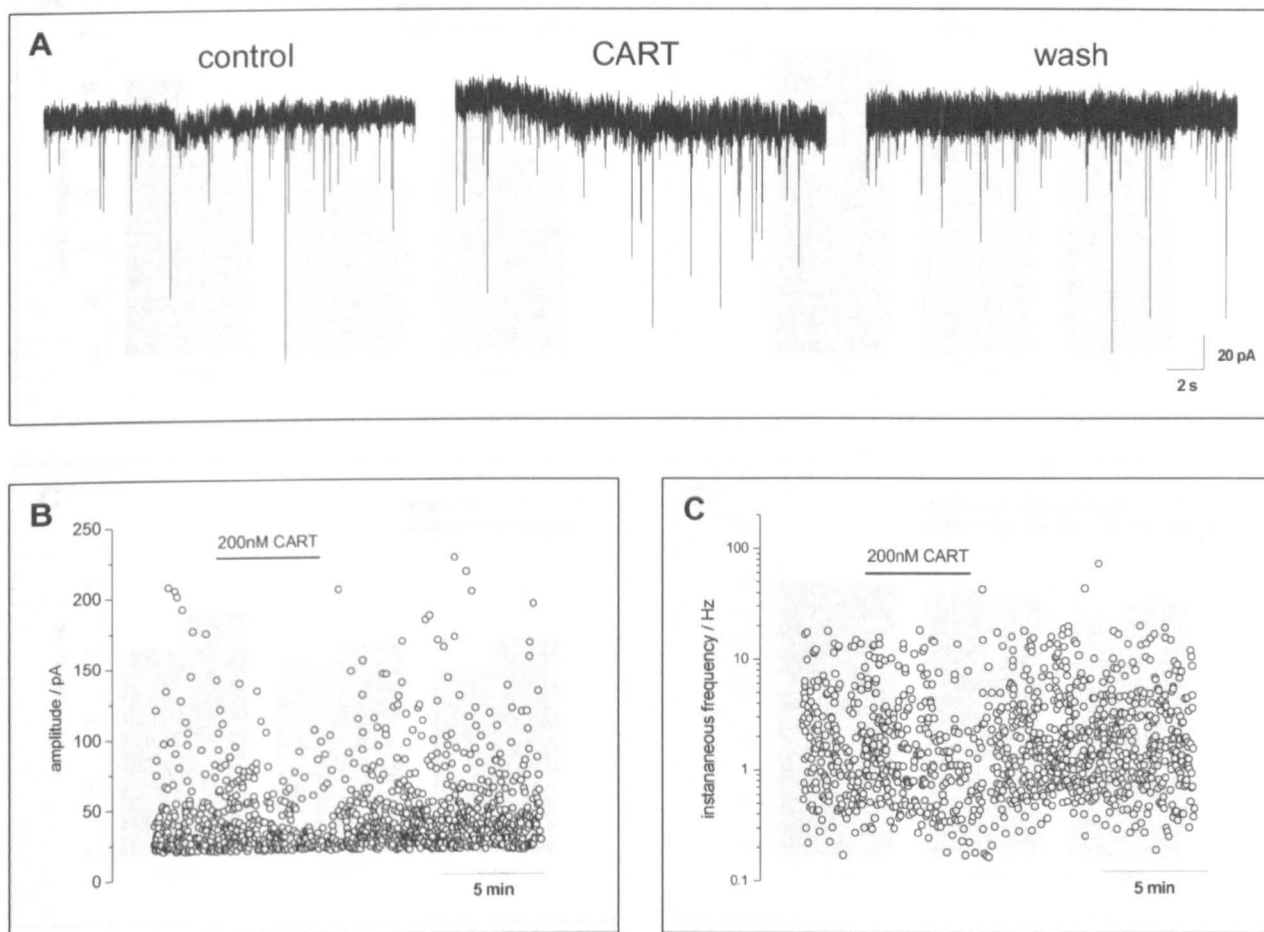 A
control
CART
wash
20 pA
2 s
B
250
200
150
100
50
0
amplitude / pA
200nM CART
5 min
C
100
10
1
0.1
instananeous frequency / Hz
200nM CART
5 min